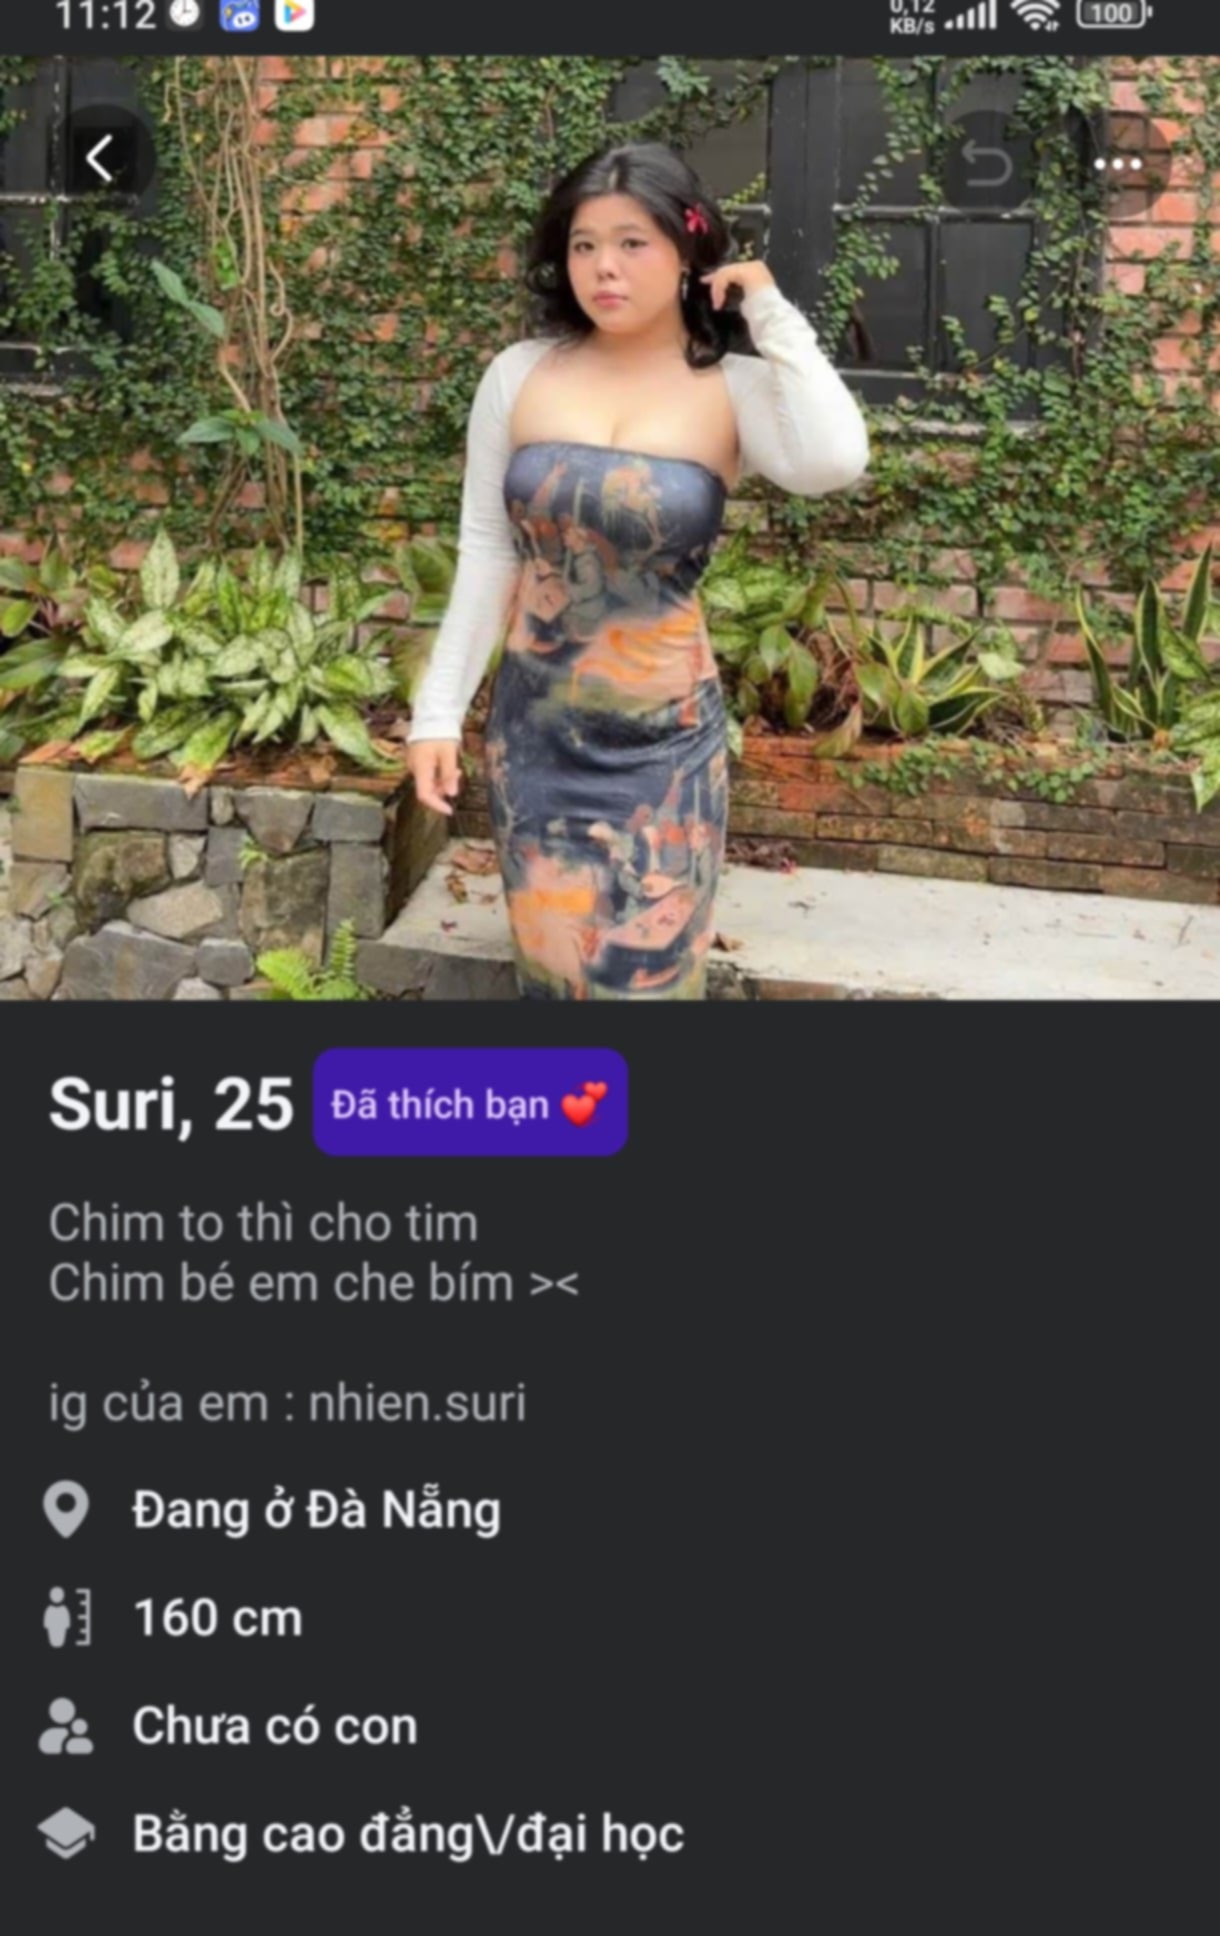 11:12
0,12
KB/s
100
Suri, 25
Đã thích bạn 💕
Chim to thì cho tim
Chim bé em che bím ><
ig của em : nhien.suri
Đang ở Đà Nẵng
160 cm
Chưa có con
Bằng cao đẳng\/đại học